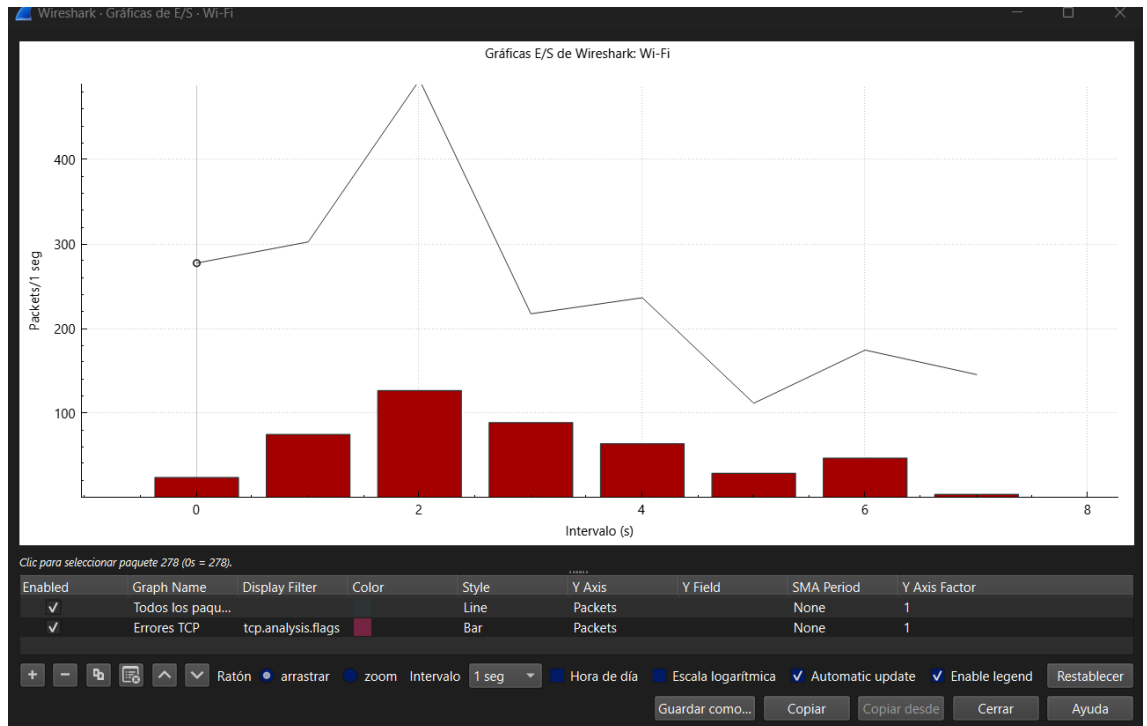 Wireshark · Gráficas de E/S · Wi-Fi
Gráficas E/S de Wireshark: Wi-Fi
400
300
200
100
Packets/1 seg
0 2 4 6 8
Intervalo (s)
Clic para seleccionar paquete 278 (0s = 278).
Enabled Graph Name Display Filter Color Style Y Axis Y Field SMA Period Y Axis Factor
Todos los paqu... Line Packets None 1
Errores TCP tcp.analysis.flags Bar Packets None 1
Ratón arrastrar zoom Intervalo 1 seg Hora de día Escala logarítmica Automatic update Enable legend Restablecer
Guardar como... Copiar Copiar desde Cerrar Ayuda